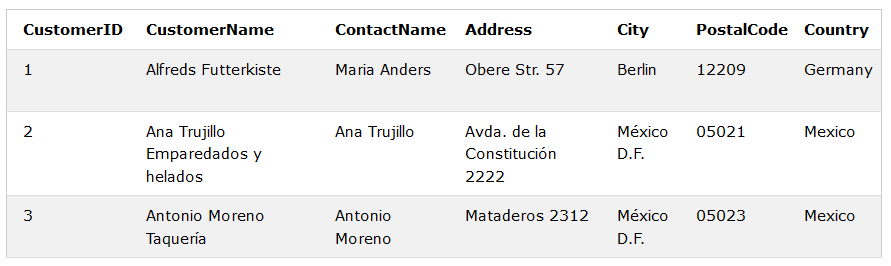 CustomerID CustomerName ContactName Address City PostalCode Country
1 Alfreds Futterkiste Maria Anders Obere Str. 57 Berlin 12209 Germany
2 Ana Trujillo Ana Trujillo Avda. de la México 05021 Mexico
Emparedados y Constitución D.F.
helados 2222
3 Antonio Moreno Antonio Mataderos 2312 México 05023 Mexico
Taquería Moreno D.F.